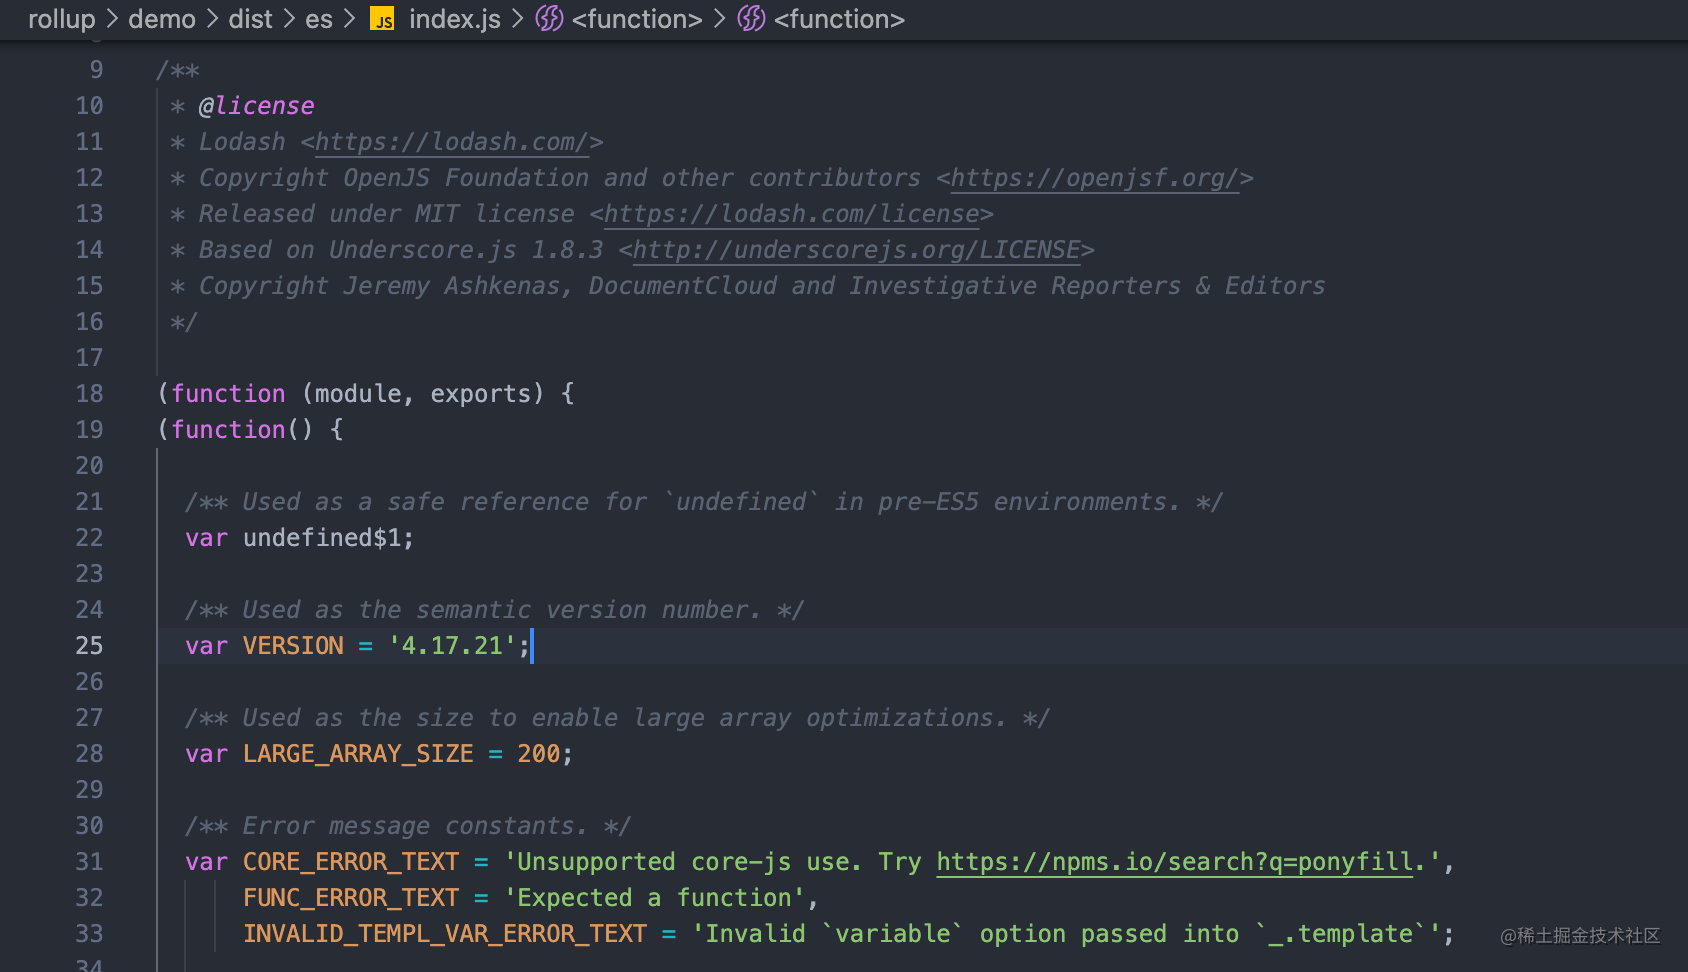 rollup > demo > dist > es > JS index.js > <function> > <function>
9 /**
10 * @license
11 * Lodash <https://lodash.com/>
12 * Copyright OpenJS Foundation and other contributors <https://openjsf.org/>
13 * Released under MIT license <https://lodash.com/license>
14 * Based on Underscore.js 1.8.3 <http://underscorejs.org/LICENSE>
15 * Copyright Jeremy Ashkenas, DocumentCloud and Investigative Reporters & Editors
16 */
17
18 (function (module, exports) {
19 (function() {
20
21 /** Used as a safe reference for `undefined` in pre-ES5 environments. */
22 var undefined$1;
23
24 /** Used as the semantic version number. */
25 var VERSION = '4.17.21';
26
27 /** Used as the size to enable large array optimizations. */
28 var LARGE_ARRAY_SIZE = 200;
29
30 /** Error message constants. */
31 var CORE_ERROR_TEXT = 'Unsupported core-js use. Try https://npms.io/search?q=ponyfill.',
32 FUNC_ERROR_TEXT = 'Expected a function',
33 INVALID_TEMPL_VAR_ERROR_TEXT = 'Invalid `variable` option passed into `_.template`';
34
@稀土掘金技术社区